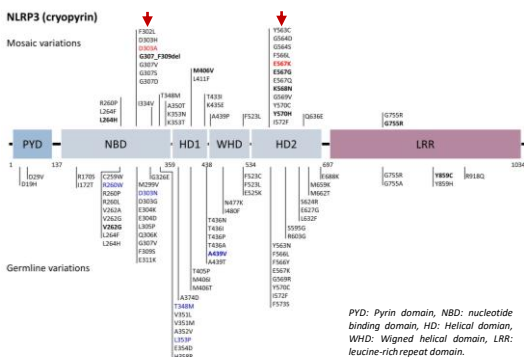 NLRP3 (cryopyrin)
Mosaic variations
F302L
D303H
D303A
G307_F309del
G307V
G307S
G307D
Y563C
G564D
G564S
F566L
E567K
E567G
E567Q
K568N
G569V
Y570C
Y570H
I572F
M406V
L411F
R260P
L264F
L264H
I334V
T348M
A350T
K353N
K353T
T433I
K435E
A439P
F523L
Q636E
G755R
G755R
PYD
NBD
HD1
WHD
HD2
LRR
1
137
359
438
534
697
1034
D29V
D19H
R170S
I172T
C259W
R260W
R260P
R260L
V262A
V262G
V262G
L264F
L264H
M299V
D303N
D303G
E304K
E304D
L305P
Q306K
G307V
F309S
E311K
G326E
T348M
V351L
V351M
A352V
L353P
E354D
H358R
A374D
T405P
M406I
M406T
T436N
T436I
T436P
T436A
A439V
A439T
N477K
I480F
F523C
F523L
E525K
Y563N
F566L
F566Y
E567K
G569R
Y570C
I572F
F573S
S595G
R603G
S624R
E627G
L632F
M659K
M662T
E688K
G755R
G755A
Y859C
Y859H
R918Q
Germline variations
PYD: Pyrin domain, NBD: nucleotide
binding domain, HD: Helical domian,
WHD: Wigned helical domain, LRR:
leucine-rich repeat domain.